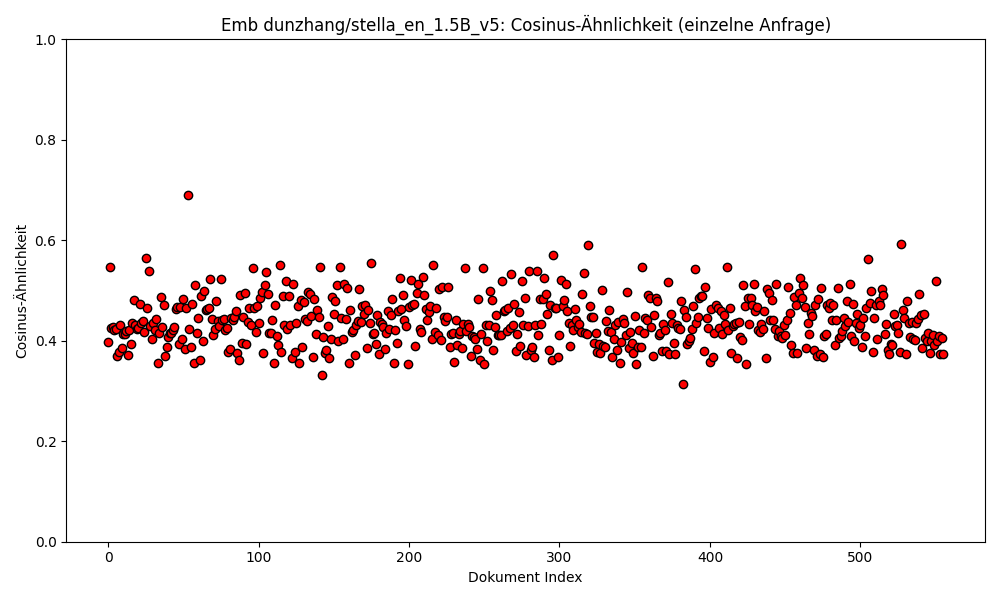 Emb dunzhang/stella_en_1.5B_v5: Cosinus-Ähnlichkeit (einzelne Anfrage)
1.0
0.8
0.6
0.4
0.2
0.0
Cosinus-Ähnlichkeit
0 100 200 300 400 500
Dokument Index